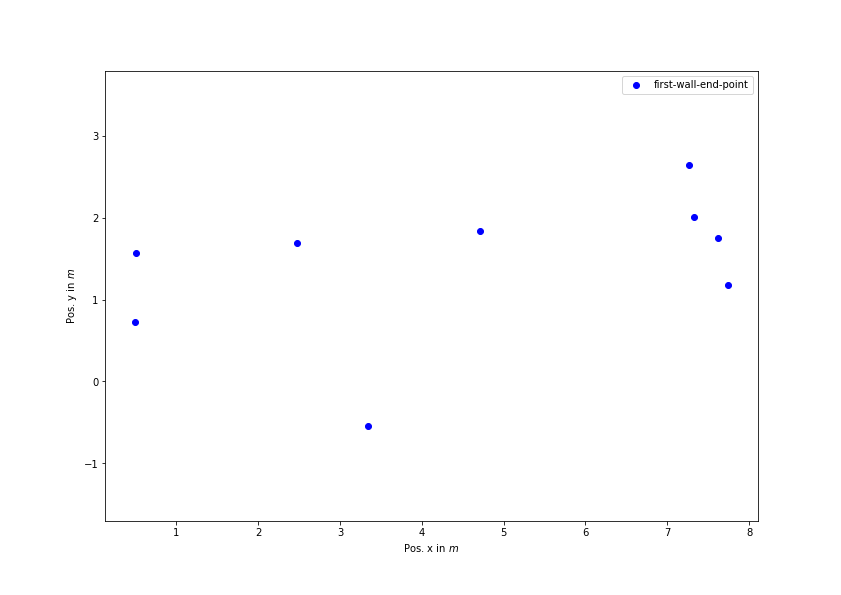 first-wall-end-point
3
2
1
0
−1
Pos. y in m
1 2 3 4 5 6 7 8
Pos. x in m